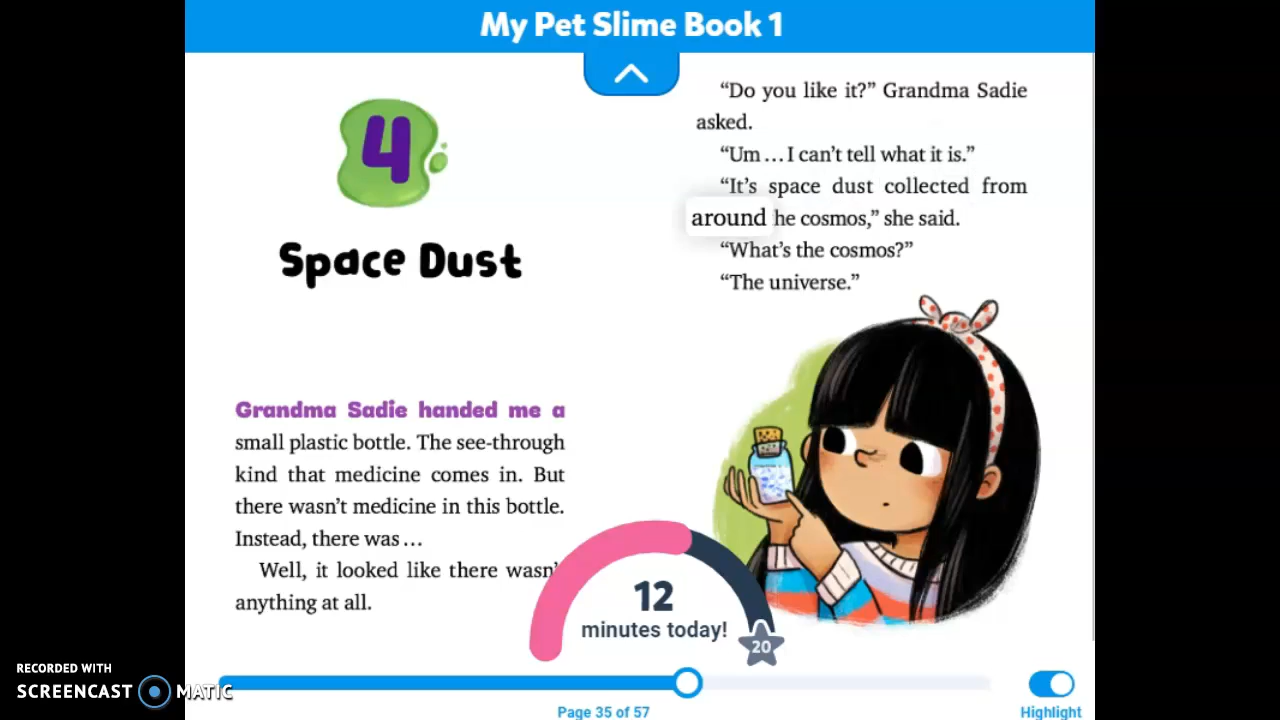 My Pet Slime Book 1
4
Space Dust
Grandma Sadie handed me a
small plastic bottle. The see-through
kind that medicine comes in. But
there wasn't medicine in this bottle.
Instead, there was...
Well, it looked like there wasn'
anything at all.
"Do you like it?" Grandma Sadie
asked.
"Um...I can't tell what it is."
"It's space dust collected from
around he cosmos," she said.
"What's the cosmos?"
"The universe."
12
minutes today!
20
RECORDED WITH
SCREENCAST MATIC
Page 35 of 57
Highlight